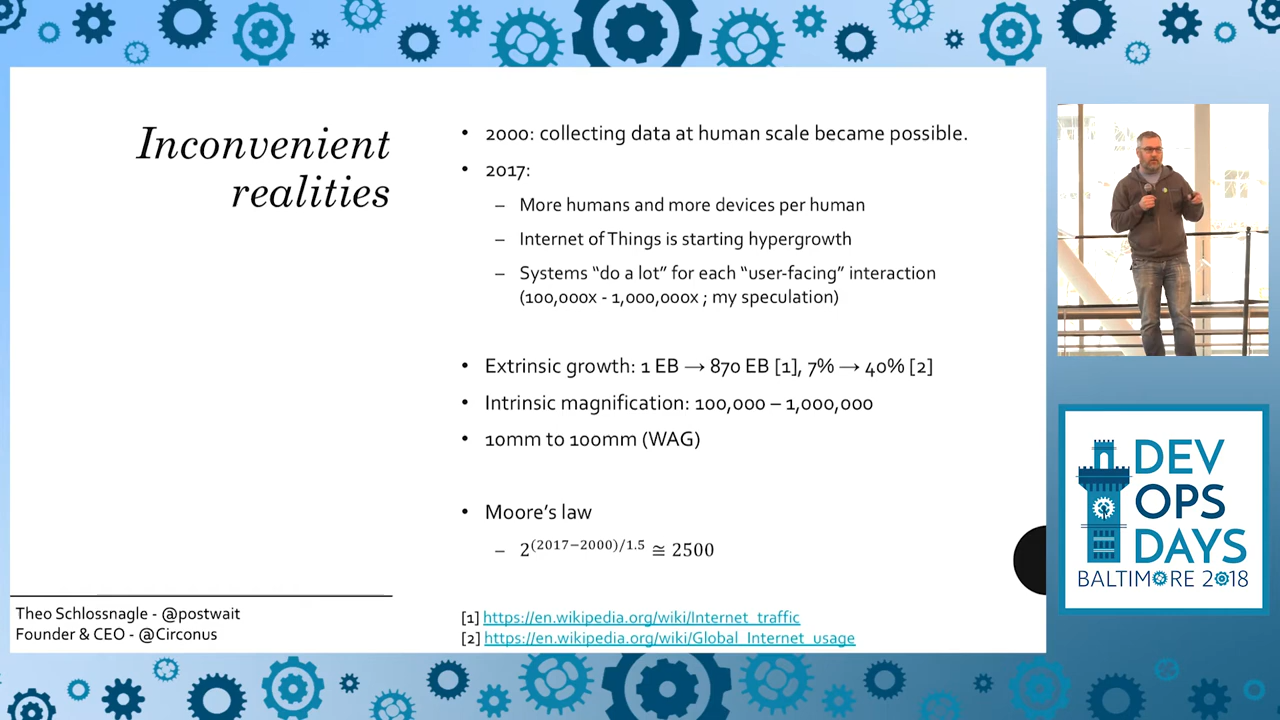 Inconvenient
realities
• 2000: collecting data at human scale became possible.
• 2017:
– More humans and more devices per human
– Internet of Things is starting hypergrowth
– Systems “do a lot” for each “user-facing” interaction
(100,000x - 1,000,000x ; my speculation)
• Extrinsic growth: 1 EB → 870 EB [1], 7% → 40% [2]
• Intrinsic magnification: 100,000 – 1,000,000
• 10mm to 100mm (WAG)
• Moore’s law
– 2^(2017−2000)/1.5 ≅ 2500
Theo Schlossnagle - @postwait
Founder & CEO - @Circonus
[1] https://en.wikipedia.org/wiki/Internet_traffic
[2] https://en.wikipedia.org/wiki/Global_Internet_usage
DEV
OPS
DAYS
BALTIMORE 2018